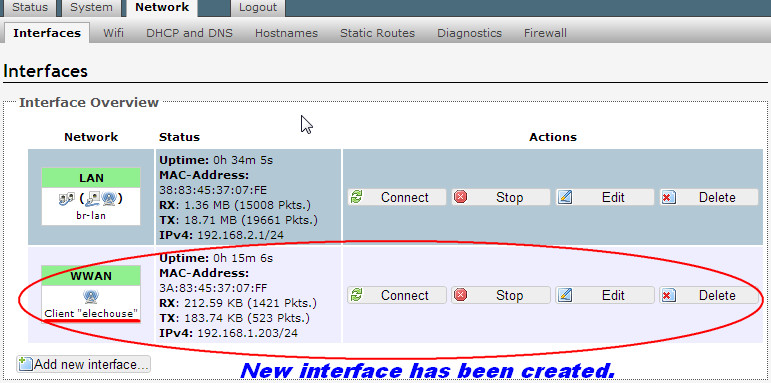 Status System Network Logout
Interfaces Wifi DHCP and DNS Hostnames Static Routes Diagnostics Firewall
Interfaces
Interface Overview
Network Status Actions
LAN
( )
br-lan
Uptime: 0h 34m 5s
MAC-Address:
38:83:45:37:07:FE
RX: 1.36 MB (15008 Pkts.)
TX: 18.71 MB (19661 Pkts.)
IPv4: 192.168.2.1/24
Connect Stop Edit Delete
WWAN
Client "elechouse"
Uptime: 0h 15m 6s
MAC-Address:
3A:83:45:37:07:FF
RX: 212.59 KB (1421 Pkts.)
TX: 183.74 KB (523 Pkts.)
IPv4: 192.168.1.203/24
Connect Stop Edit Delete
Add new interface...
New interface has been created.